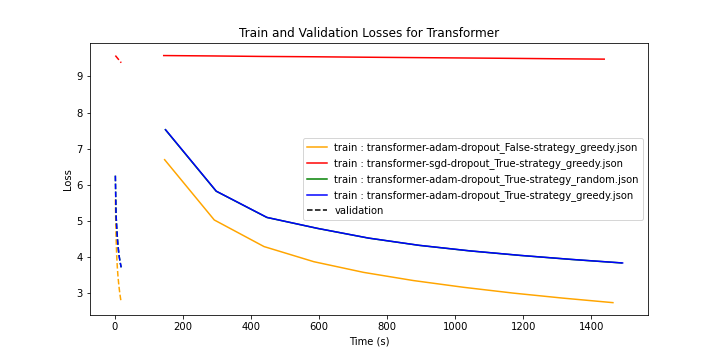 Train and Validation Losses for Transformer
Loss
9
8
7
6
5
4
3
train : transformer-adam-dropout_False-strategy_greedy.json
train : transformer-sgd-dropout_True-strategy_greedy.json
train : transformer-adam-dropout_True-strategy_random.json
train : transformer-adam-dropout_True-strategy_greedy.json
validation
0 200 400 600 800 1000 1200 1400
Time (s)